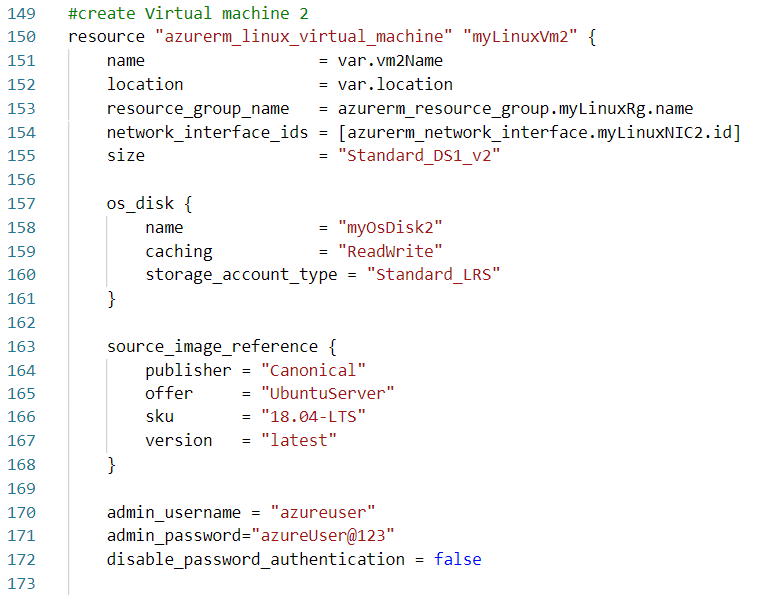 149 #create Virtual machine 2
150 resource "azurerm_linux_virtual_machine" "myLinuxVm2" {
151     name                  = var.vm2Name
152     location              = var.location
153     resource_group_name   = azurerm_resource_group.myLinuxRg.name
154     network_interface_ids = [azurerm_network_interface.myLinuxNIC2.id]
155     size                  = "Standard_DS1_v2"
156
157     os_disk {
158         name                 = "myOsDisk2"
159         caching              = "ReadWrite"
160         storage_account_type = "Standard_LRS"
161     }
162
163     source_image_reference {
164         publisher = "Canonical"
165         offer     = "UbuntuServer"
166         sku       = "18.04-LTS"
167         version   = "latest"
168     }
169
170     admin_username = "azureuser"
171     admin_password="azureUser@123"
172     disable_password_authentication = false
173